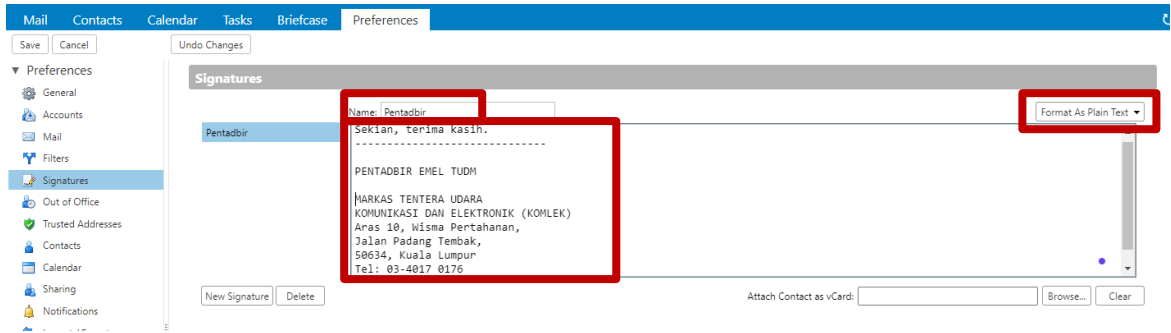 Mail Contacts Calendar Tasks Briefcase Preferences
Save Cancel Undo Changes
Preferences
General
Accounts
Mail
Filters
Signatures
Out of Office
Trusted Addresses
Contacts
Calendar
Sharing
Notifications
Signatures
Name: Pentadbir
Format As Plain Text
Pentadbir
Sekian, terima kasih.
------------------------------
PENTADBIR EMEL TUDM
MARKAS TENTERA UDARA
KOMUNIKASI DAN ELEKTRONIK (KOMLEK)
Aras 10, Wisma Pertahanan,
Jalan Padang Tembak,
50634, Kuala Lumpur
Tel: 03-4017 0176
New Signature Delete
Attach Contact as vCard: Browse... Clear